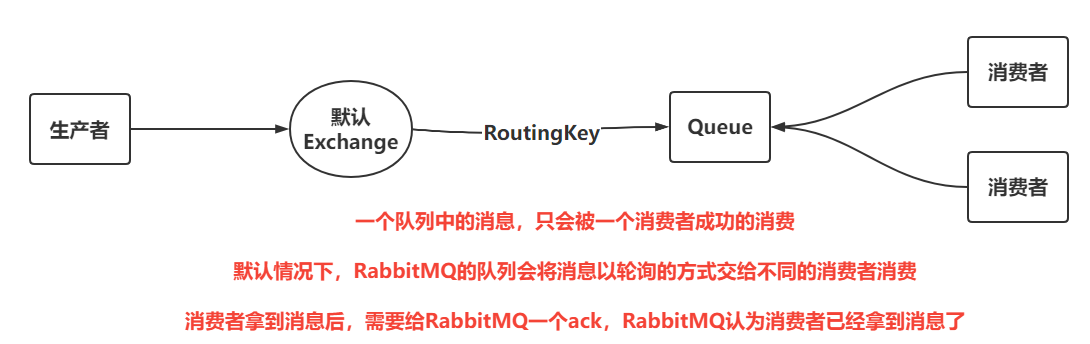 生产者
默认
Exchange
RoutingKey
Queue
消费者
消费者
一个队列中的消息，只会被一个消费者成功的消费
默认情况下，RabbitMQ的队列会将消息以轮询的方式交给不同的消费者消费
消费者拿到消息后，需要给RabbitMQ一个ack，RabbitMQ认为消费者已经拿到消息了